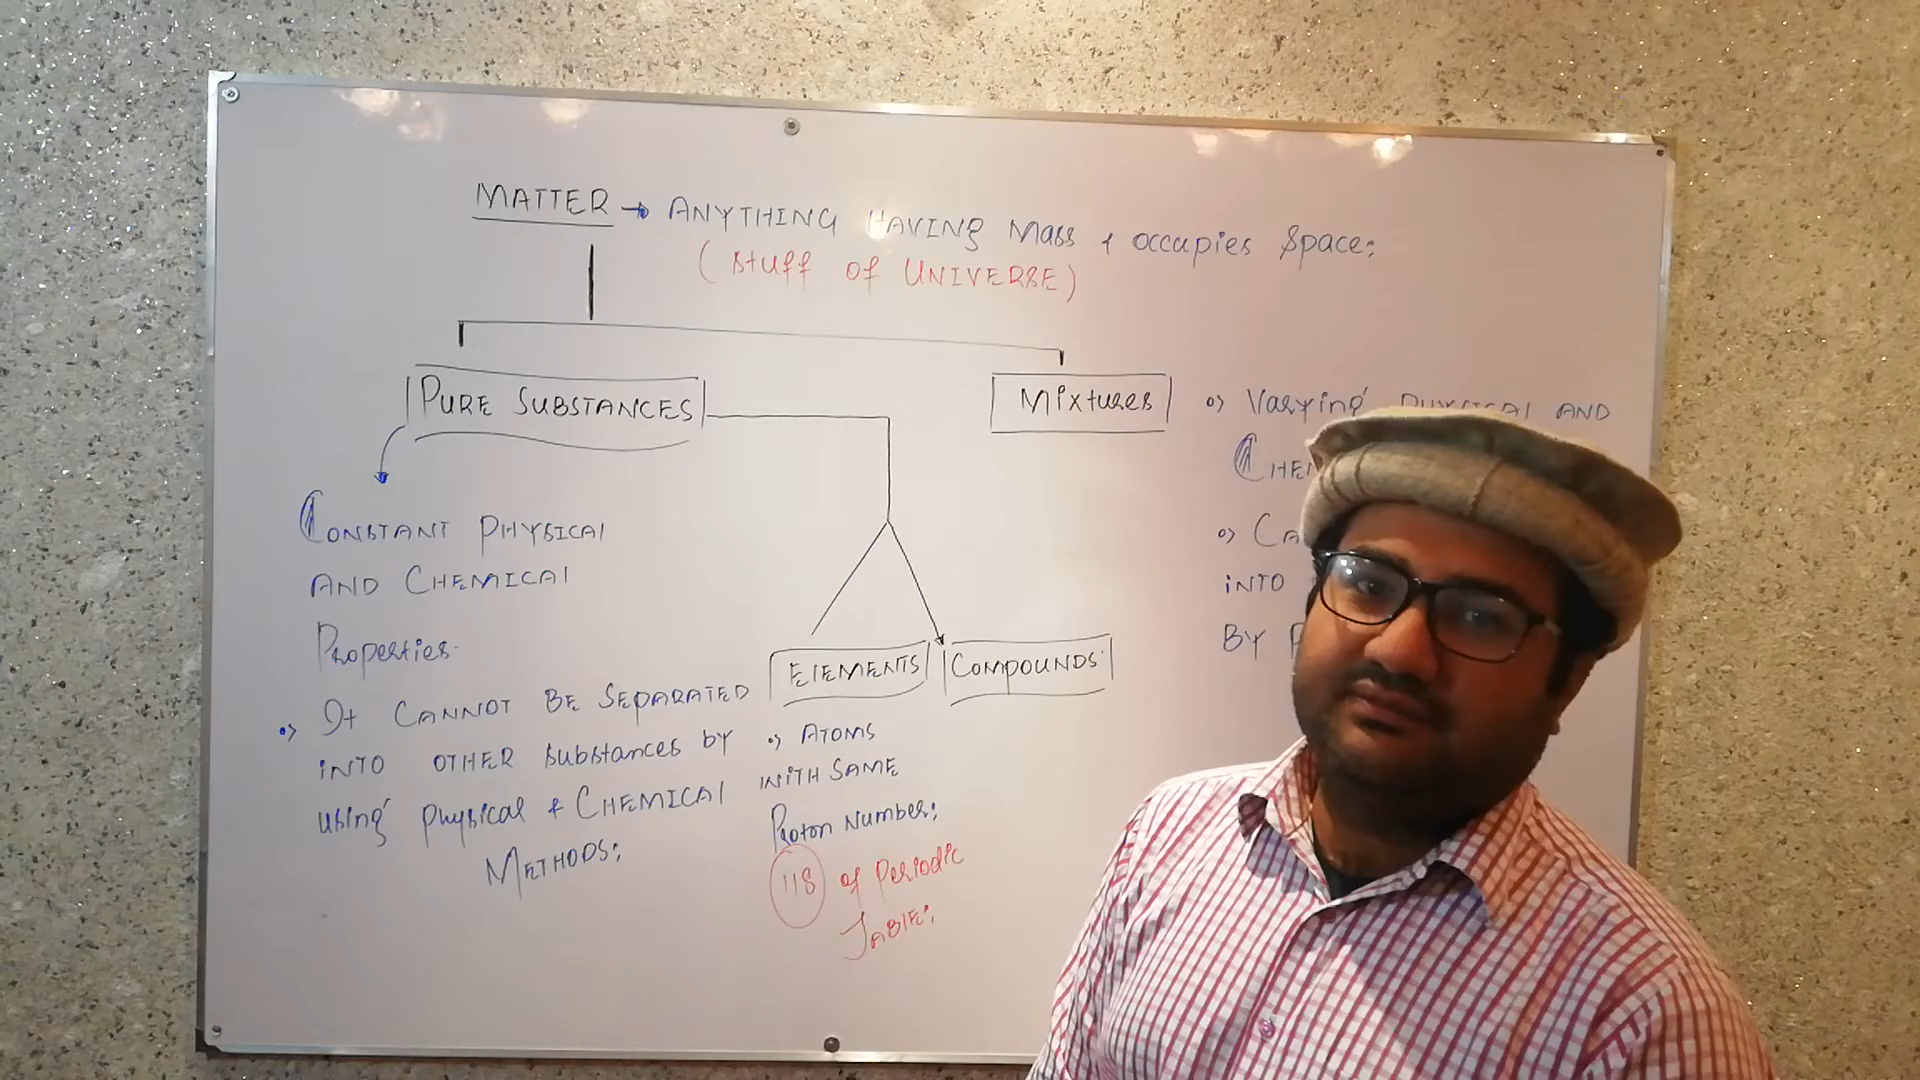 MATTER → ANYTHING HAVING MASS + OCCUPIES SPACE:
(STUFF OF UNIVERSE)
PURE SUBSTANCES
MIXTURES
CONSTANT PHYSICAL
AND CHEMICAL
PROPERTIES.
IT CANNOT BE SEPARATED
INTO OTHER SUBSTANCES BY
USING PHYSICAL + CHEMICAL
METHODS:
ELEMENTS
COMPOUNDS:
ATOMS
WITH SAME
PROTON NUMBER:
118 OF PERIODIC
TABLE:
VARYING PHYSICAL AND
INTO
BY